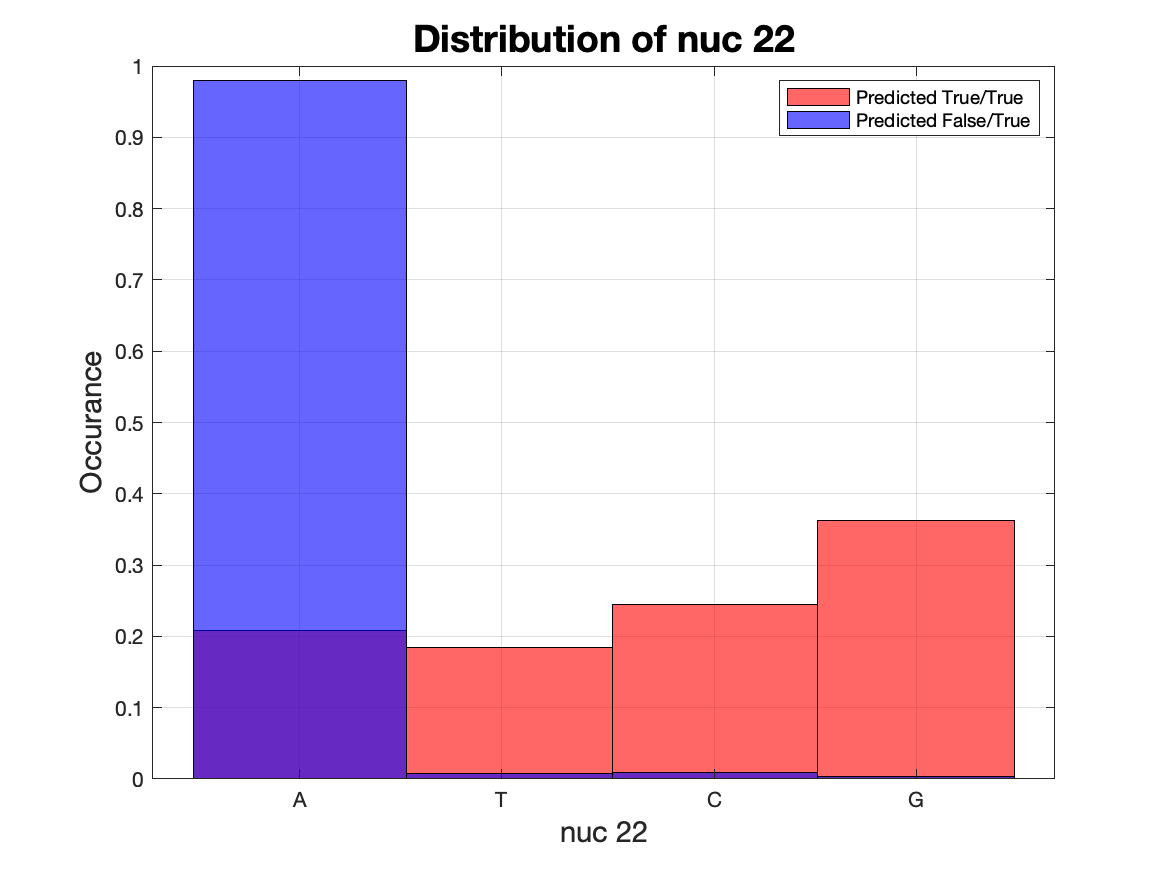 Distribution of nuc 22
Predicted True/True
Predicted False/True
Occurance
1
0.9
0.8
0.7
0.6
0.5
0.4
0.3
0.2
0.1
0
A T C G
nuc 22